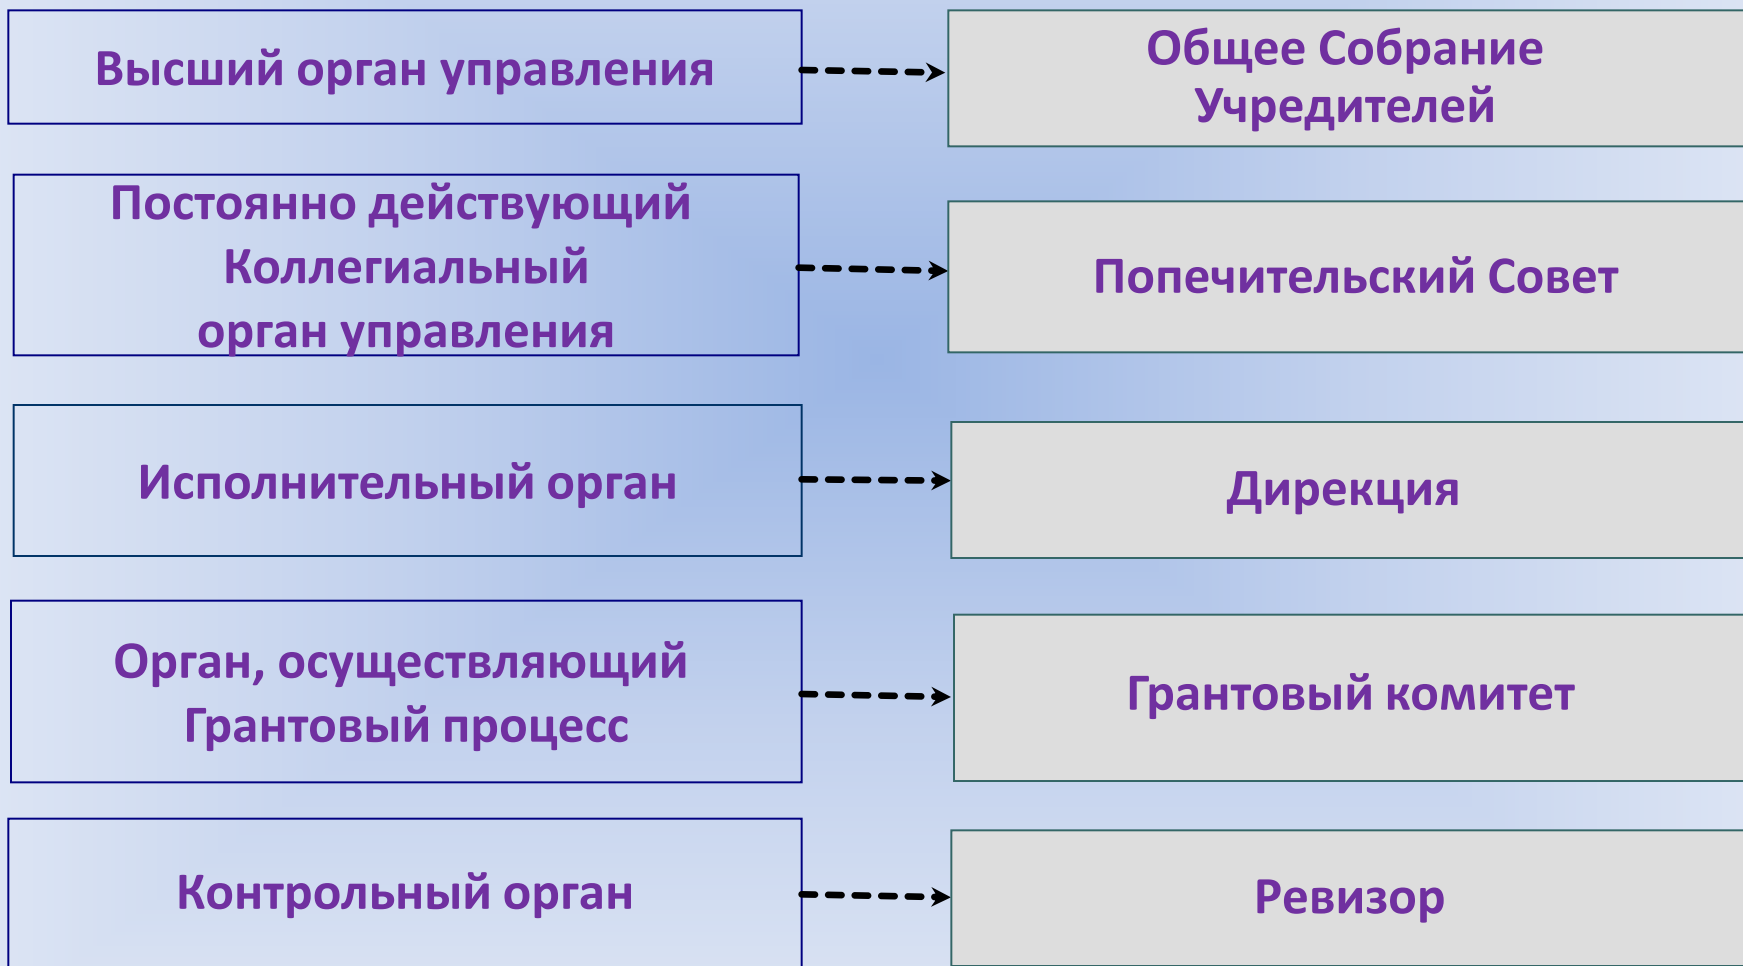 Высший орган управления
Общее Собрание
Учредителей
Постоянно действующий
Коллегиальный
орган управления
Попечительский Совет
Исполнительный орган
Дирекция
Орган, осуществляющий
Грантовый процесс
Грантовый комитет
Контрольный орган
Ревизор